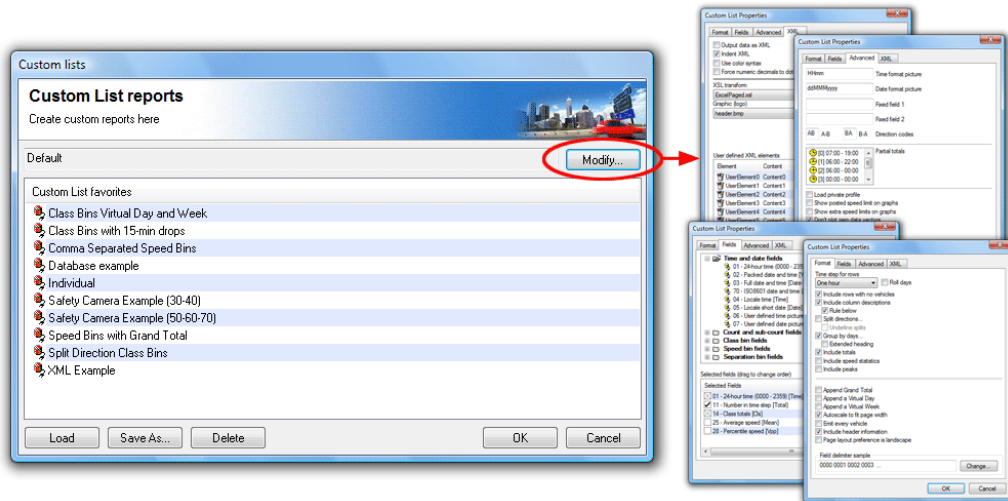 Custom lists
Custom List reports
Create custom reports here
Default
Modify...
Custom List favorites
Class Bins Virtual Day and Week
Class Bins with 15-min drops
Comma Separated Speed Bins
Database example
Individual
Safety Camera Example (30-40)
Safety Camera Example (50-60-70)
Speed Bins with Grand Total
Split Direction Class Bins
XML Example
Load
Save As...
Delete
OK
Cancel
Custom List Properties
Format Fields Advanced XML
Output data as XML
Indent XML
Use color syntax
Force numeric decimals to dot
XSL transform
ExcelPaged.xsl
Graphic (logo)
header.bmp
User defined XML elements
Element Content
UserElement0 Content0
UserElement1 Content1
UserElement2 Content2
UserElement3 Content3
UserElement4 Content4
UserElement5 Content5
Custom List Properties
Format Fields Advanced XML
HHmm Time format picture
ddMMMyyyy Date format picture
Fixed field 1
Fixed field 2
AB A-B BA B-A Direction codes
[0] 07:00 - 19:00 Partial totals
[1] 06:00 - 22:00
[2] 06:00 - 00:00
[3] 00:00 - 00:00
Load private profile
Show posted speed limit on graphs
Show extra speed limits on graphs
Don't plot zero data vectors
Custom List Properties
Format Fields Advanced XML
Time and date fields
01 - 24-hour time (0000 - 235
02 - Packed date and time [
03 - Full date and time [Date
70 - ISO8601 date and time
04 - Locale time [Time]
05 - Locale short date [Date]
06 - User defined time picture
07 - User defined date picture
Count and sub-count fields
Class bin fields
Speed bin fields
Separation bin fields
Selected fields (drag to change order)
Selected Fields
01 - 24-hour time (0000 - 2359) [Time]
11 - Number in time step [Total]
14 - Class totals [Cls]
25 - Average speed [Mean]
28 - Percentile speed [Vpp]
Custom List Properties
Format Fields Advanced XML
Time step for rows
One hour Roll days
Include rows with no vehicles
Include column descriptions
Rule below
Split directions...
Underline splits
Group by days...
Extended heading
Include totals
Include speed statistics
Include peaks
Append Grand Total
Append a Virtual Day
Append a Virtual Week
Autoscale to fit page width
Emit every vehicle
Include header information
Page layout preference is landscape
Field delimiter sample
0000 0001 0002 0003 ...
Change...
OK
Cancel